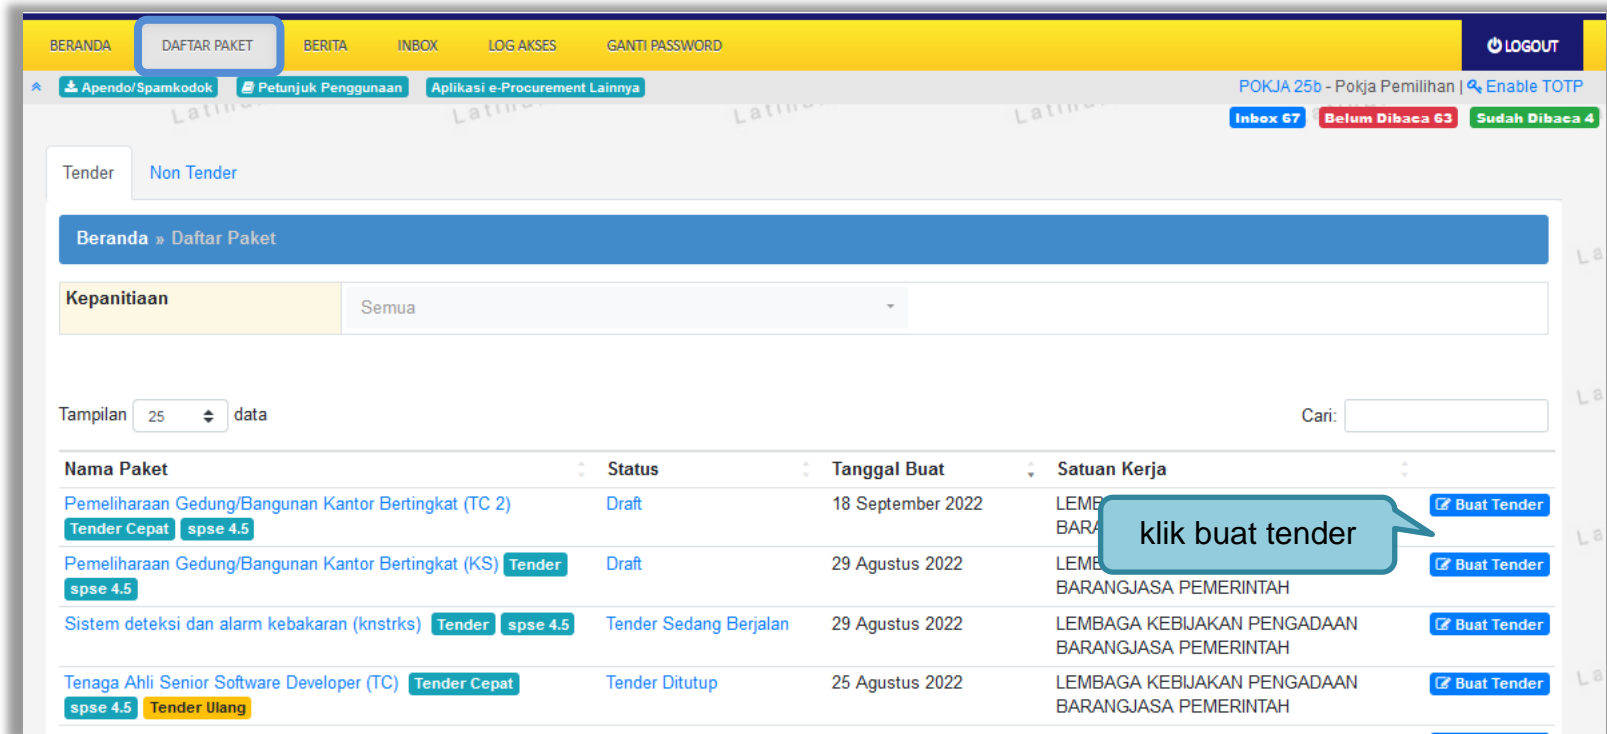 BERANDA DAFTAR PAKET BERITA INBOX LOG AKSES GANTI PASSWORD LOGOUT
Apendo/Spamkodok Petunjuk Penggunaan Aplikasi e-Procurement Lainnya POKJA 25b - Pokja Pemilihan | Enable TOTP
Inbox 67 Belum Dibaca 63 Sudah Dibaca 4
Tender Non Tender
Beranda » Daftar Paket
Kepanitiaan Semua
Tampilan 25 data Cari:
Nama Paket Status Tanggal Buat Satuan Kerja
Pemeliharaan Gedung/Bangunan Kantor Bertingkat (TC 2) Draft 18 September 2022 Buat Tender
Tender Cepat spse 4.5
klik buat tender
Pemeliharaan Gedung/Bangunan Kantor Bertingkat (KS) Tender Draft 29 Agustus 2022 Buat Tender
spse 4.5 BARANGJASA PEMERINTAH
Sistem deteksi dan alarm kebakaran (knstrks) Tender spse 4.5 Tender Sedang Berjalan 29 Agustus 2022 LEMBAGA KEBIJAKAN PENGADAAN Buat Tender
BARANGJASA PEMERINTAH
Tenaga Ahli Senior Software Developer (TC) Tender Cepat Tender Ditutup 25 Agustus 2022 LEMBAGA KEBIJAKAN PENGADAAN Buat Tender
spse 4.5 Tender Ulang BARANGJASA PEMERINTAH